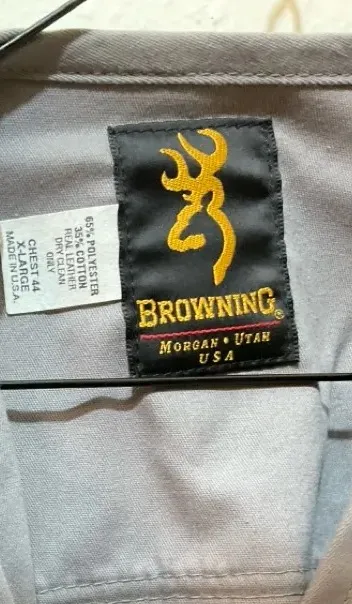 65% POLYESTER
35% COTTON
REAL LEATHER
DRY CLEAN
ONLY
CHEST 44
X-LARGE
MADE IN U.S.A.
BROWNING®
MORGAN • UTAH
USA